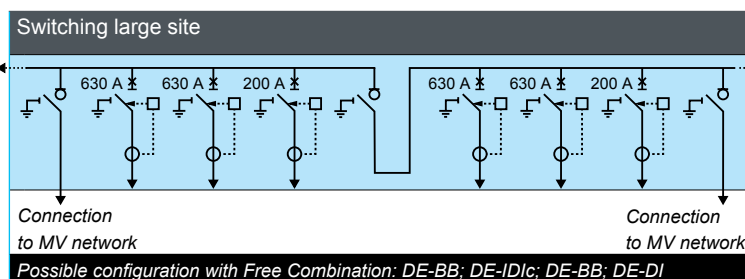 Switching large site
630 A 630 A 200 A 630 A 630 A 200 A
Connection
to MV network
Connection
to MV network
Possible configuration with Free Combination: DE-BB; DE-IDIc; DE-BB; DE-DI